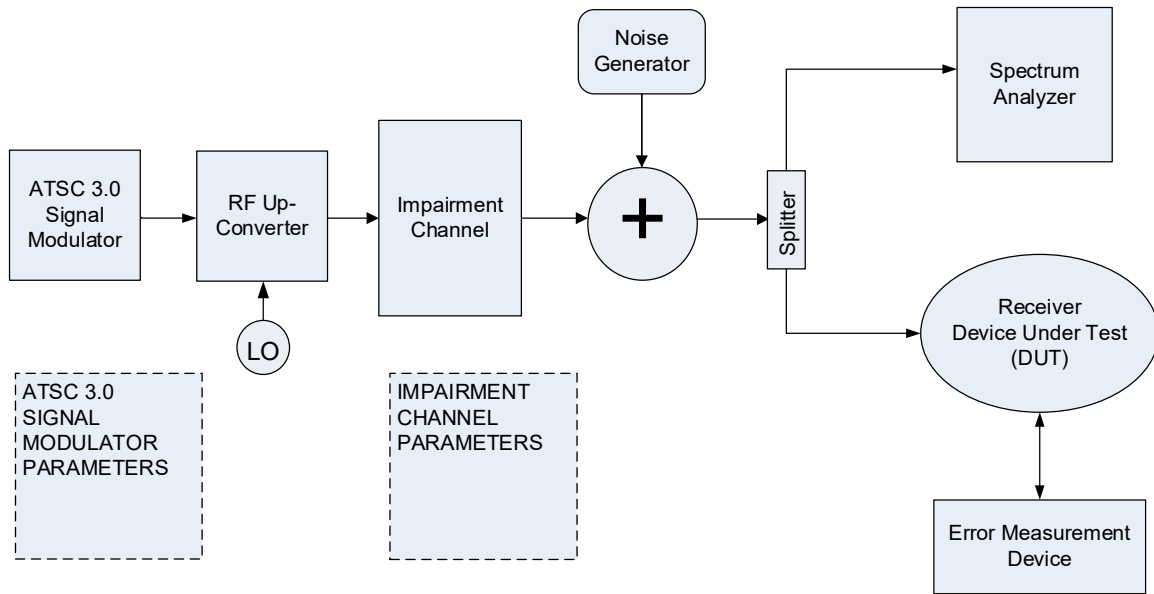 Noise
Generator
Spectrum
Analyzer
ATSC 3.0
Signal
Modulator
RF Up-
Converter
Impairment
Channel
+
Splitter
LO
Receiver
Device Under Test
(DUT)
ATSC 3.0
SIGNAL
MODULATOR
PARAMETERS
IMPAIRMENT
CHANNEL
PARAMETERS
Error Measurement
Device